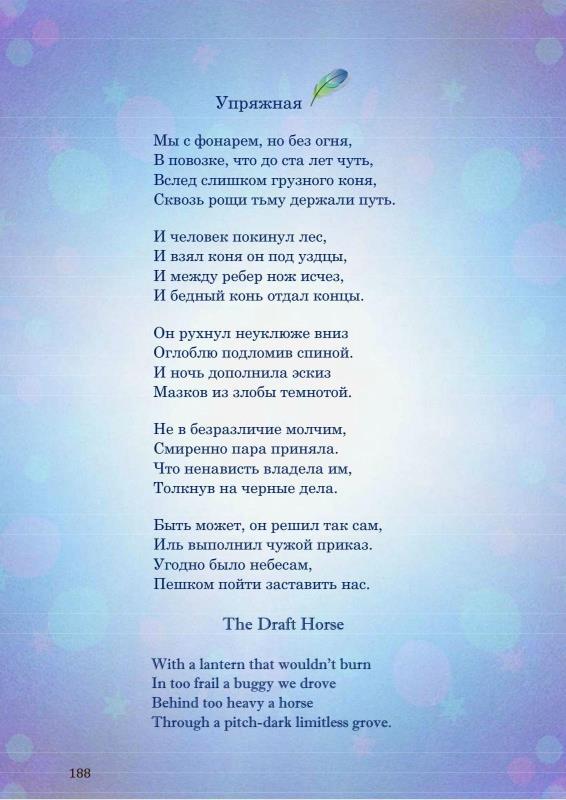 Упряжная
Мы с фонарем, но без огня,
В повозке, что до ста лет чуть,
Вслед слишком грузного коня,
Сквозь рощи тьму держали путь.
И человек покинул лес,
И взял коня он под уздцы,
И между ребер нож исчез,
И бедный конь отдал концы.
Он рухнул неуклюже вниз
Оглоблю подломив спиной.
И ночь дополнила эскиз
Мазков из злобы темнотой.
Не в безразличие молчим,
Смиренно пара приняла.
Что ненависть владела им,
Толкнув на черные дела.
Быть может, он решил так сам,
Иль выполнил чужой приказ.
Угодно было небесам,
Пешком пойти заставить нас.
The Draft Horse
With a lantern that wouldn't burn
In too frail a buggy we drove
Behind too heavy a horse
Through a pitch-dark limitless grove.
188